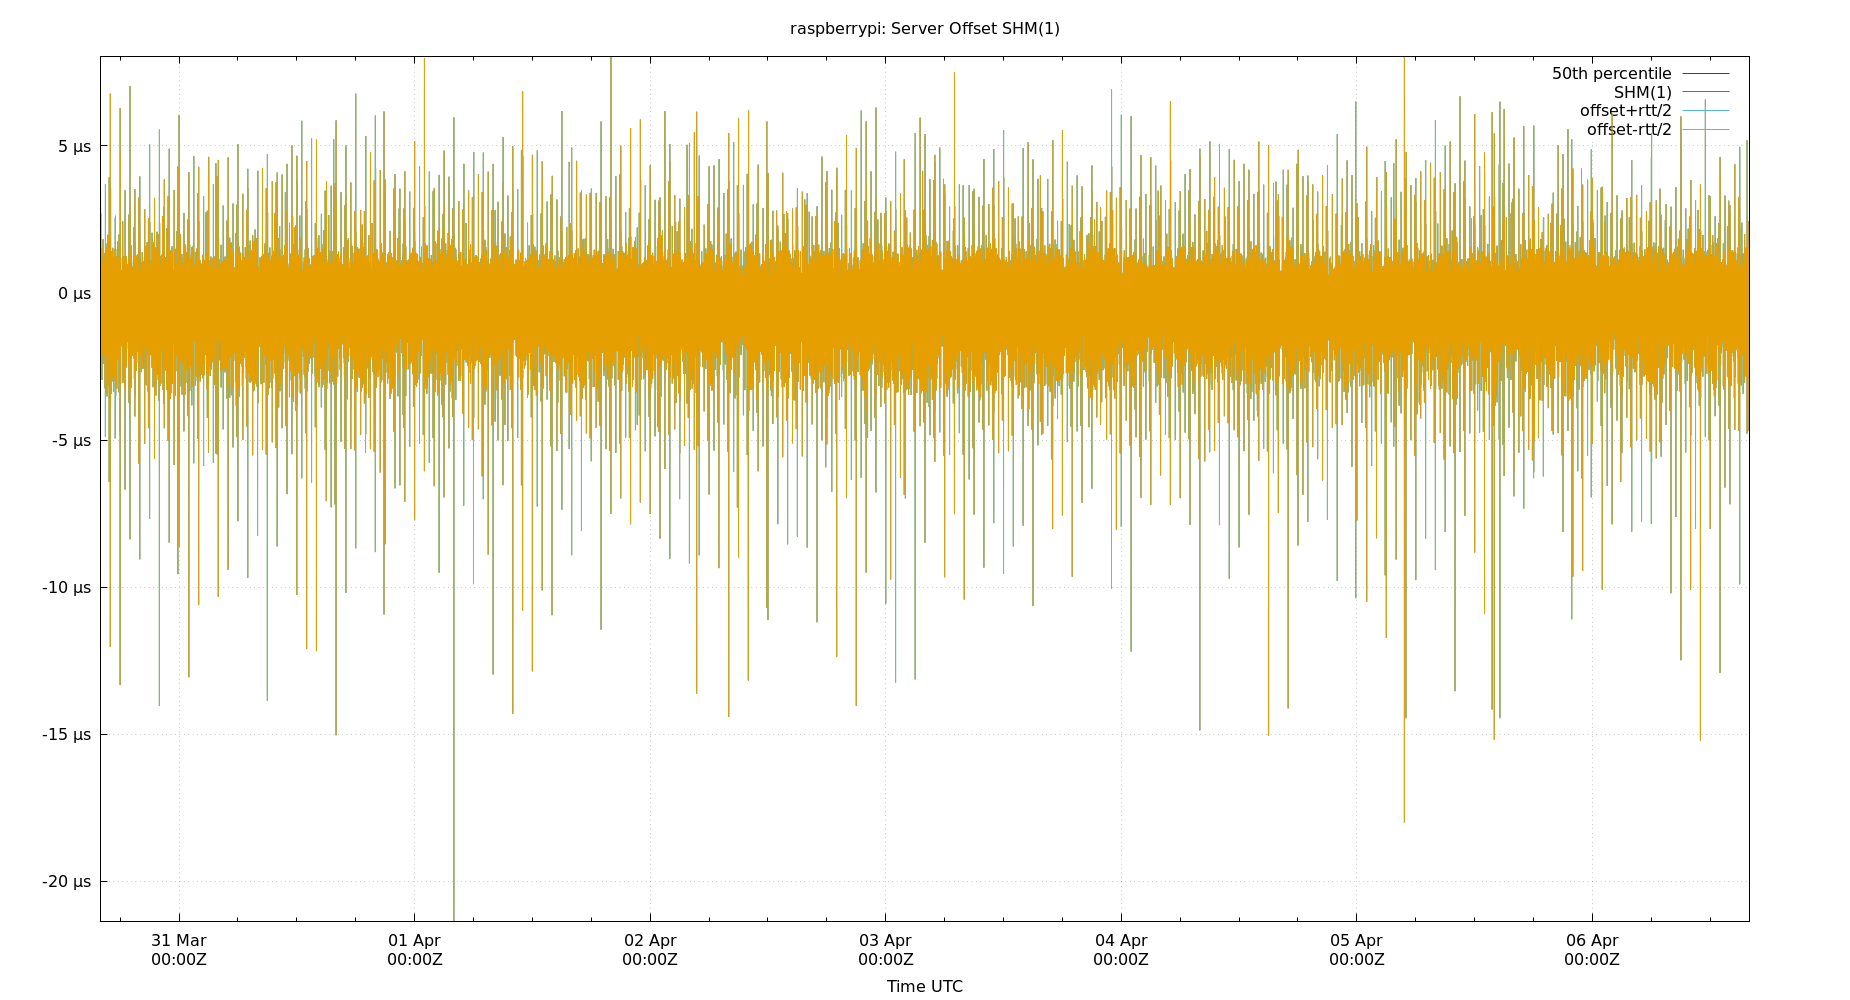 raspberrypi: Server Offset SHM(1)
50th percentile
SHM(1)
offset+rtt/2
offset-rtt/2
5 µs
0 µs
-5 µs
-10 µs
-15 µs
-20 µs
31 Mar 01 Apr 02 Apr 03 Apr 04 Apr 05 Apr 06 Apr
00:00Z 00:00Z 00:00Z 00:00Z 00:00Z 00:00Z 00:00Z
Time UTC